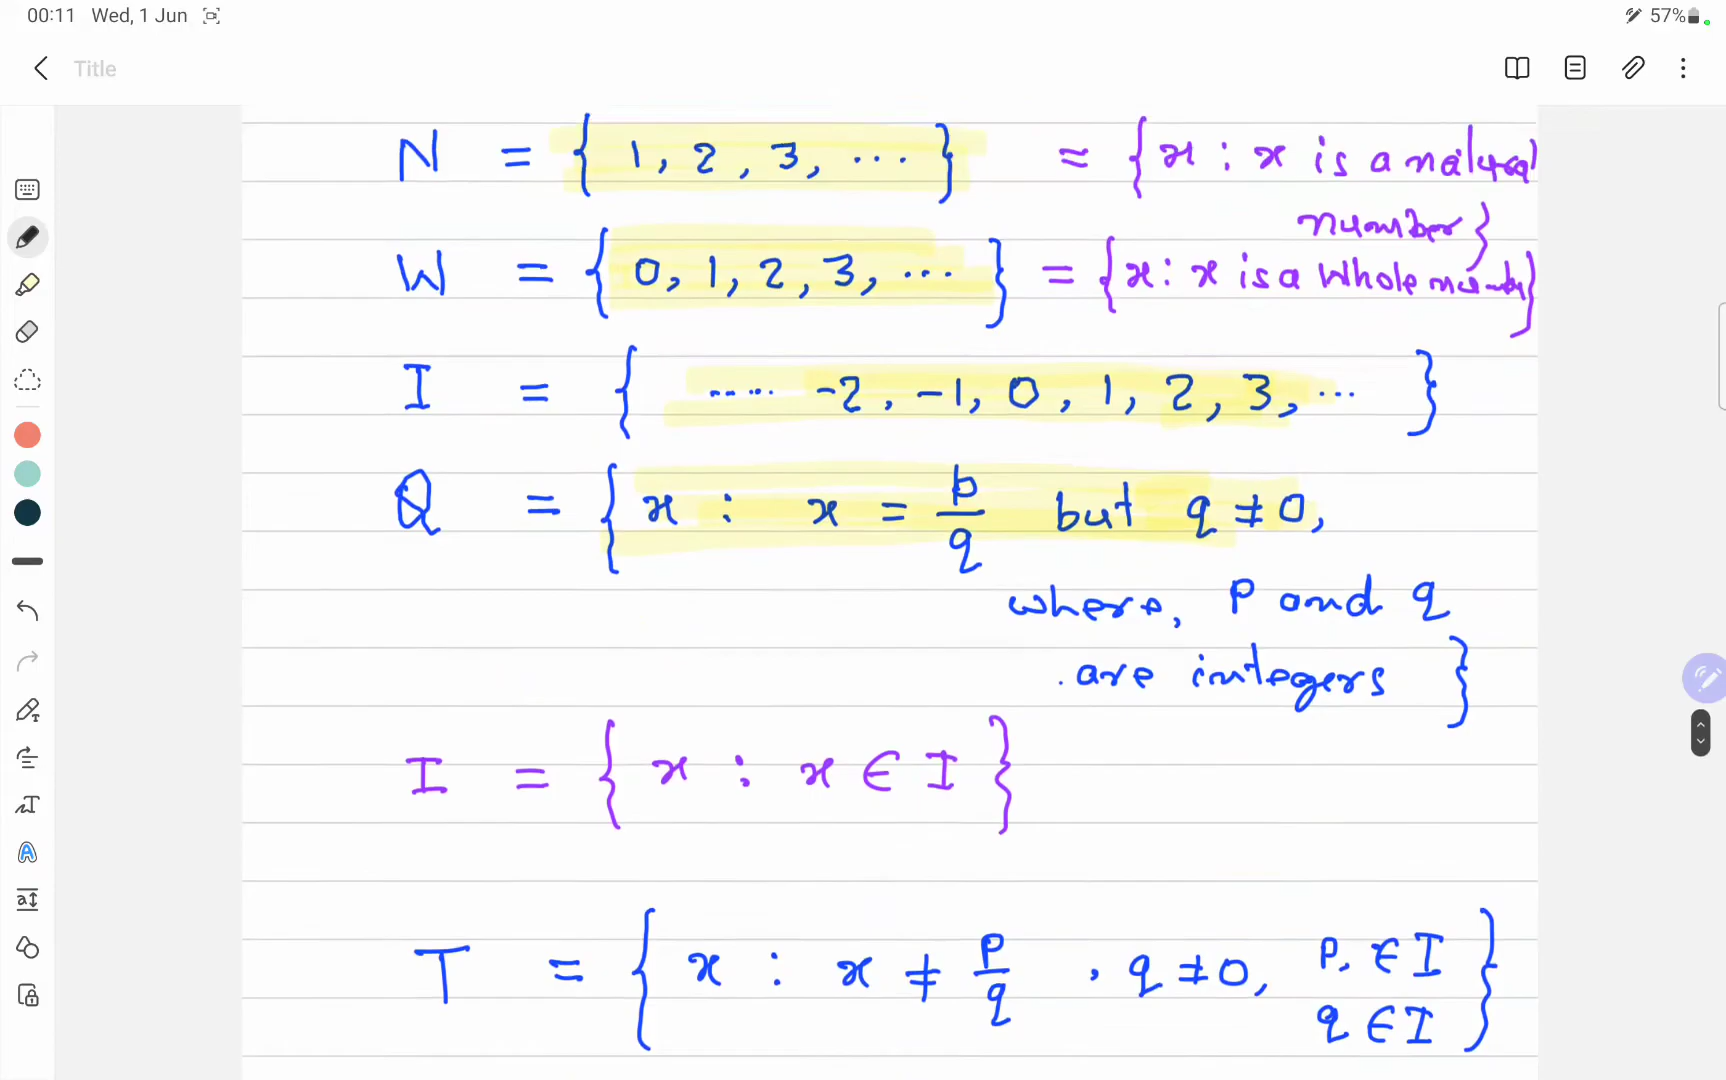 00:11 Wed, 1 Jun 57%
Title
N = { 1, 2, 3, ... } = { x : x is a natural
number }
W = { 0, 1, 2, 3, ... } = { x : x is a whole number }
I = { ..... -2, -1, 0, 1, 2, 3, ... }
Q = { x : x = p/q but q ≠ 0,
where, p and q
are integers }
I = { x : x ∈ I }
T = { x : x ≠ p/q , q ≠ 0, p, ∈ I
q ∈ I }